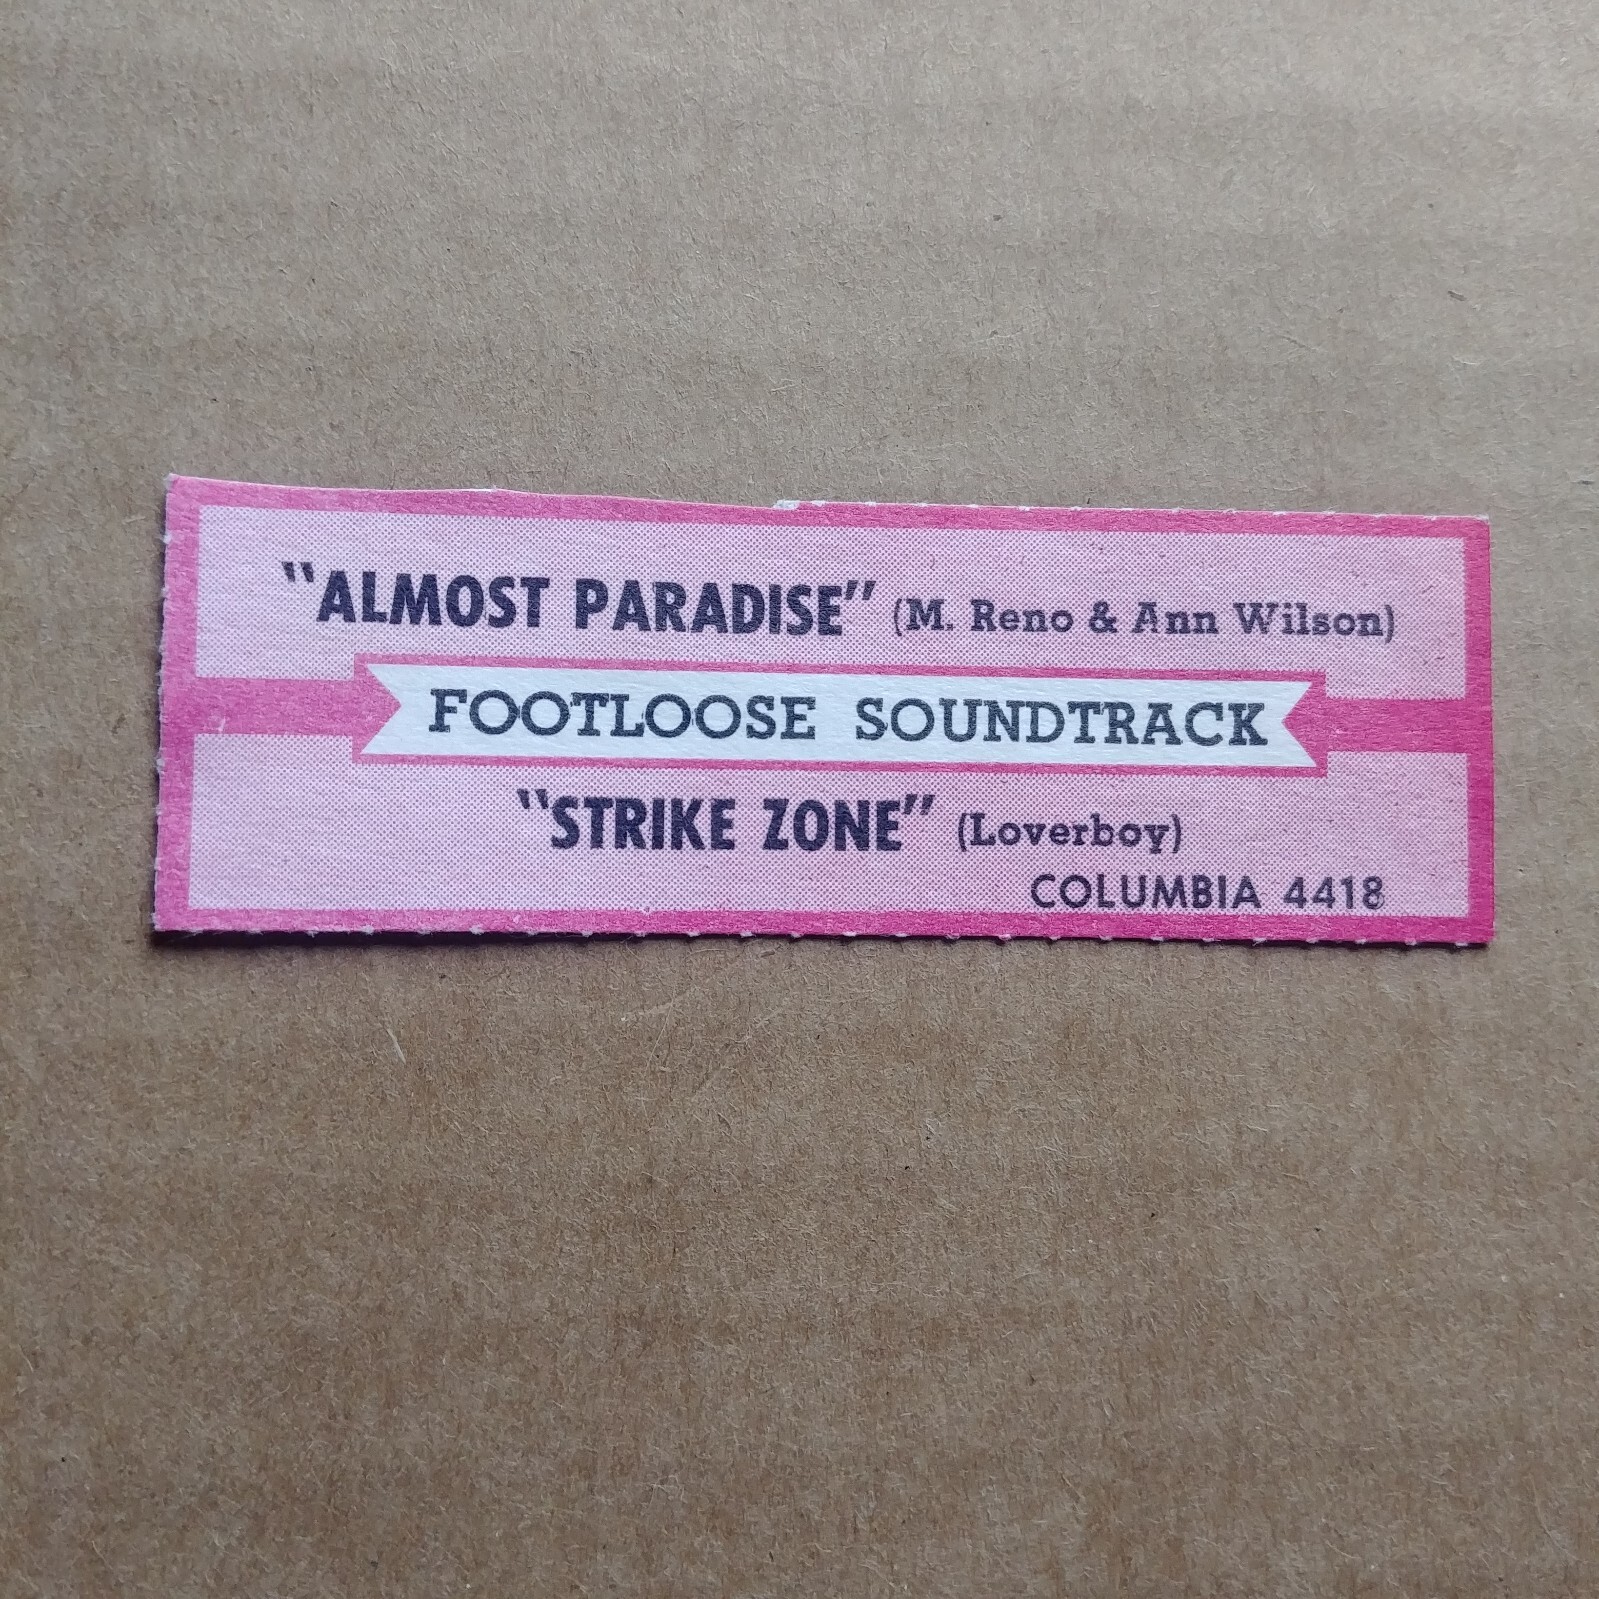 "ALMOST PARADISE" (M. Reno & Ann Wilson)
FOOTLOOSE SOUNDTRACK
"STRIKE ZONE" (Loverboy)
COLUMBIA 4418